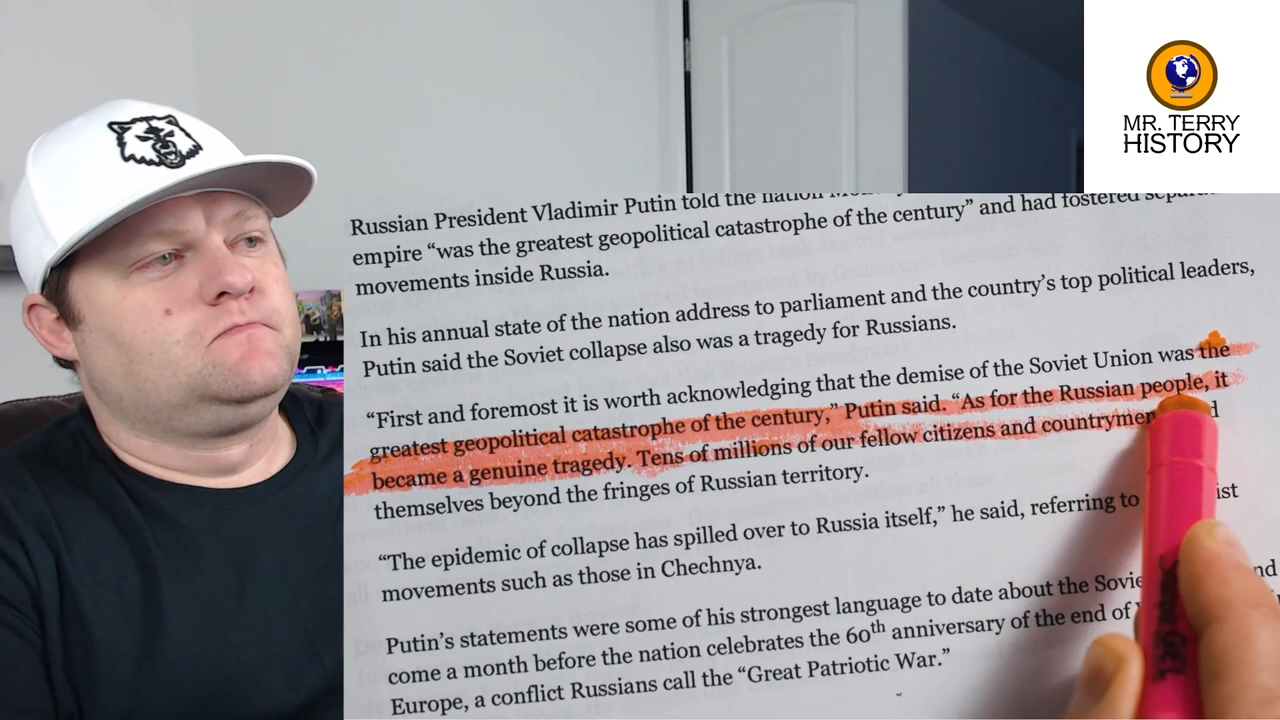 MR. TERRY
HISTORY
Russian President Vladimir Putin told the nation
empire “was the greatest geopolitical catastrophe of the century” and had fostered
movements inside Russia.
In his annual state of the nation address to parliament and the country’s top political leaders,
Putin said the Soviet collapse also was a tragedy for Russians.
“First and foremost it is worth acknowledging that the demise of the Soviet Union was the
greatest geopolitical catastrophe of the century,” Putin said. “As for the Russian people, it
became a genuine tragedy. Tens of millions of our fellow citizens and
themselves beyond the fringes of Russian territory.
“The epidemic of collapse has spilled over to Russia itself,” he said, referring to
movements such as those in Chechnya.
Putin’s statements were some of his strongest language to date about the
come a month before the nation celebrates the 60th anniversary of the end of
Europe, a conflict Russians call the “Great Patriotic War.”